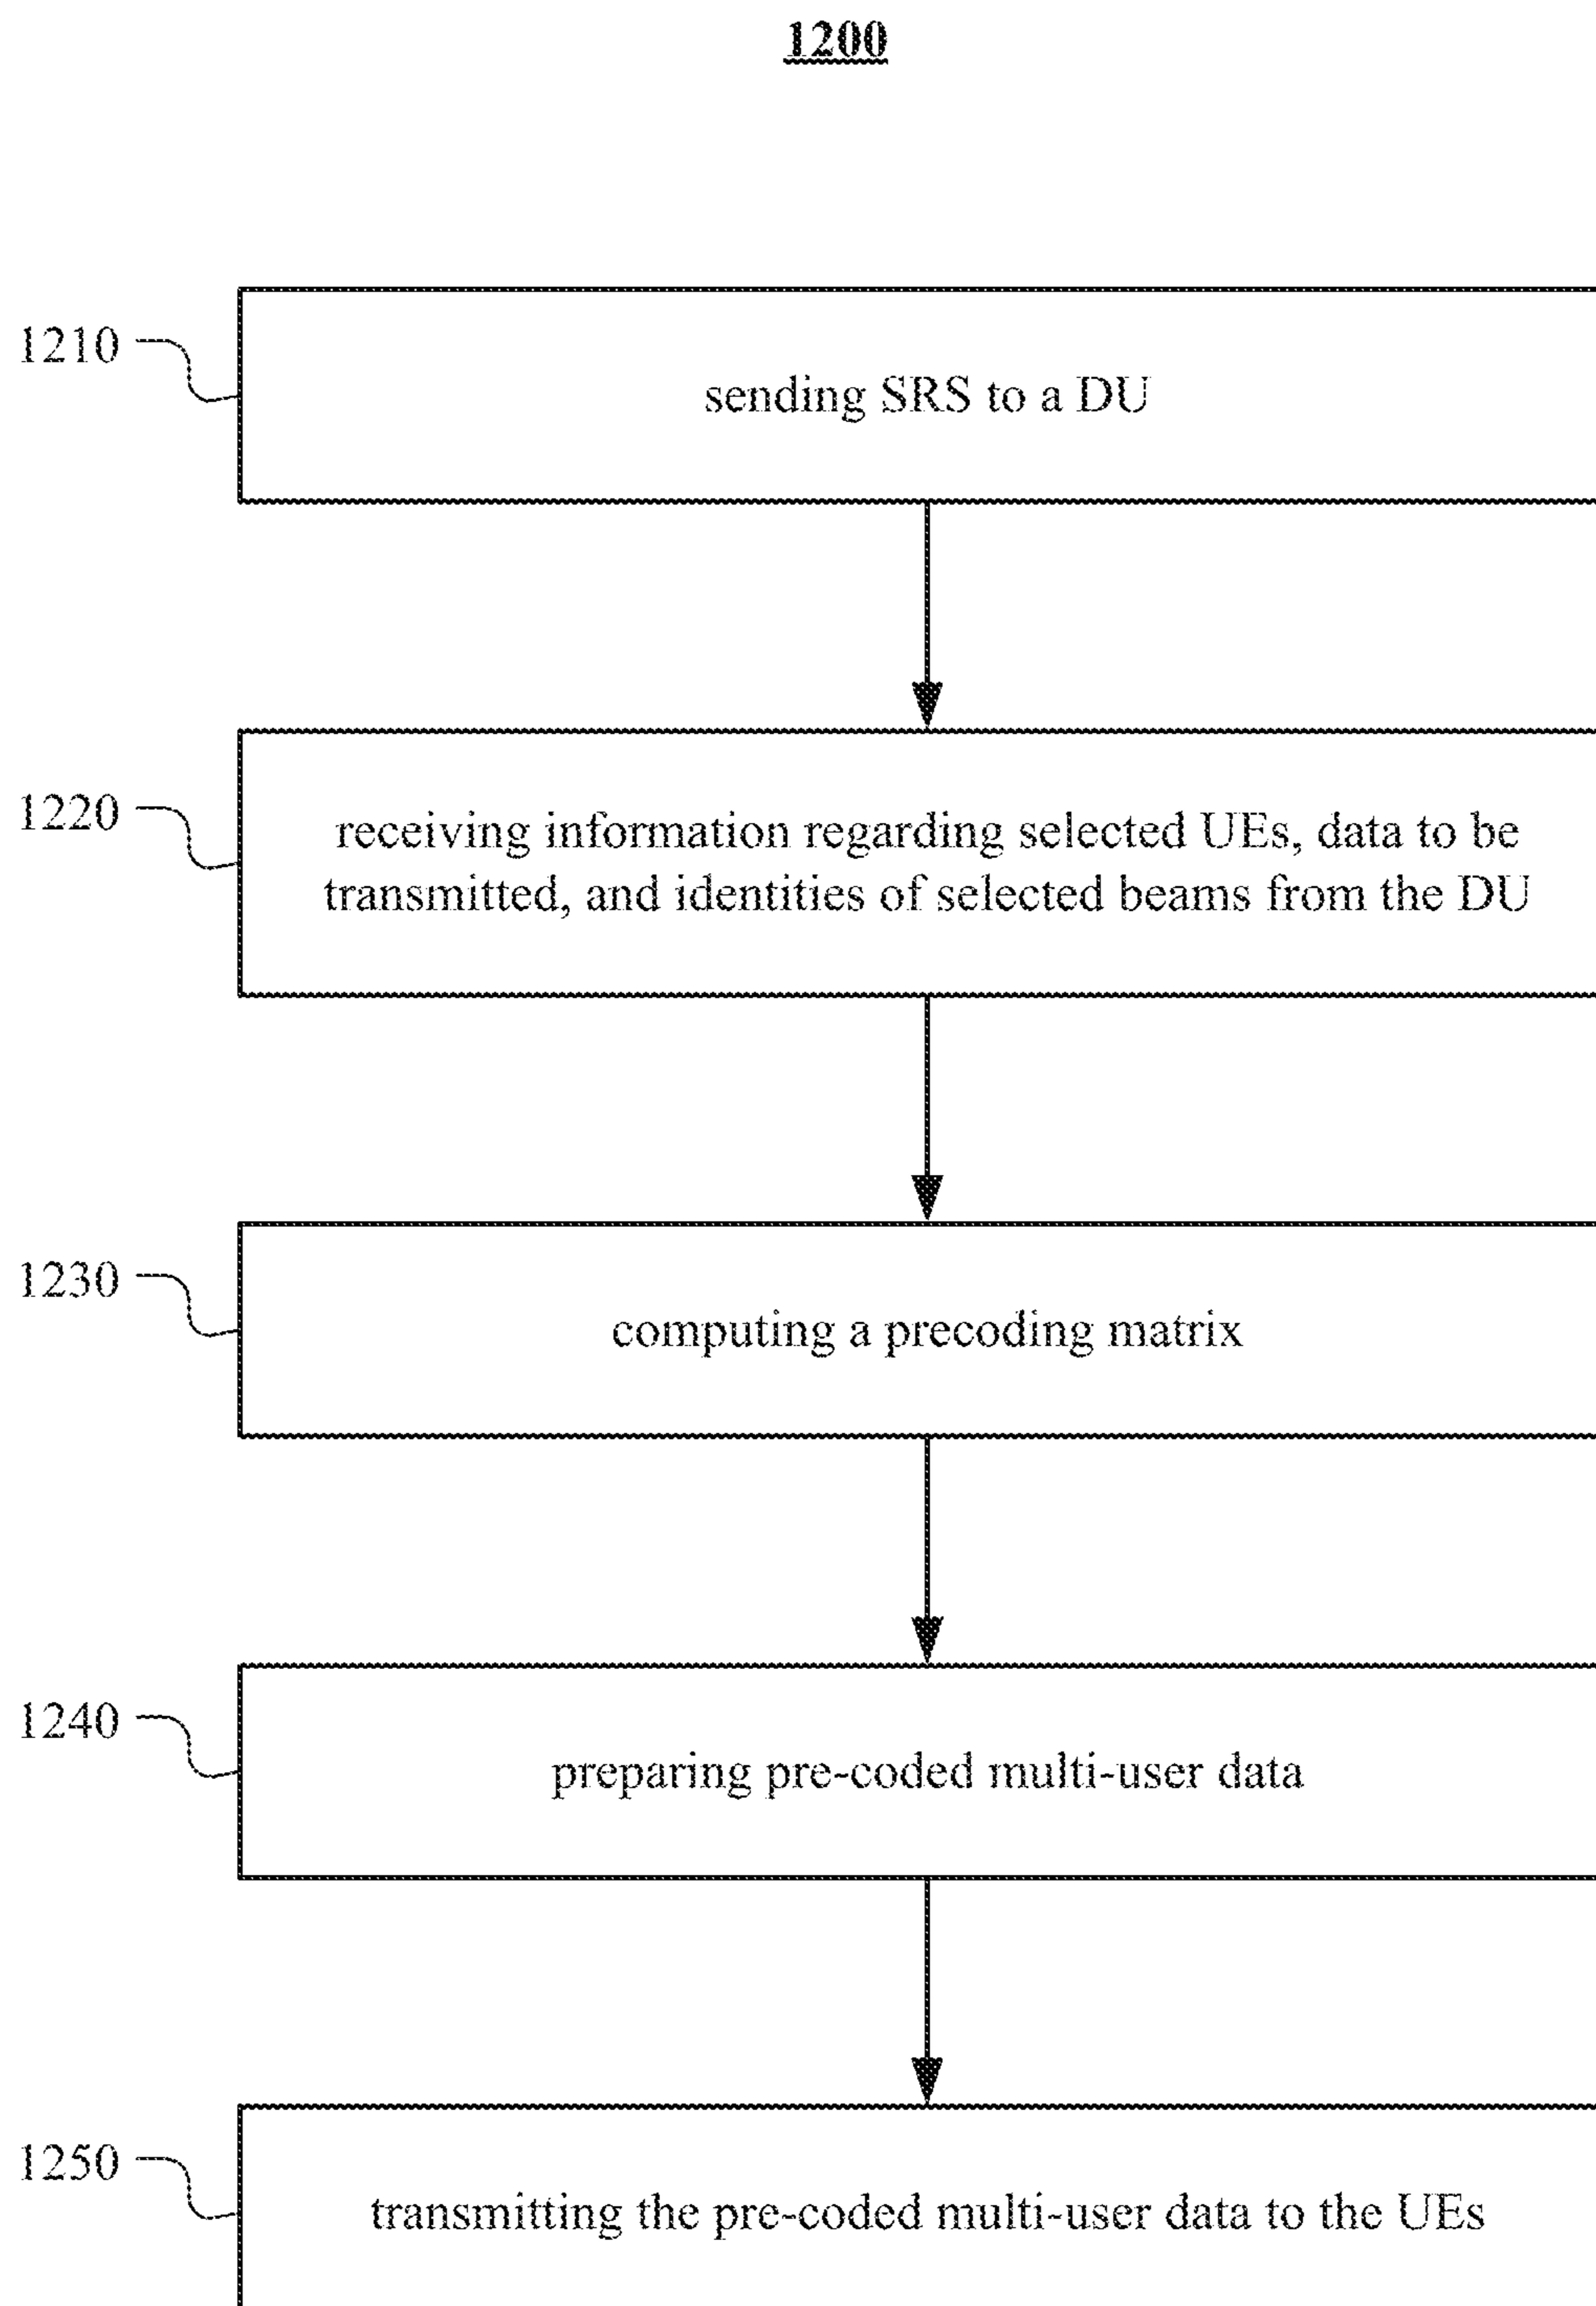 1200
1210
sending SRS to a DU
1220
receiving information regarding selected UEs, data to be
transmitted, and identities of selected beams from the DU
1230
computing a precoding matrix
1240
preparing pre-coded multi-user data
1250
transmitting the pre-coded multi-user data to the UEs